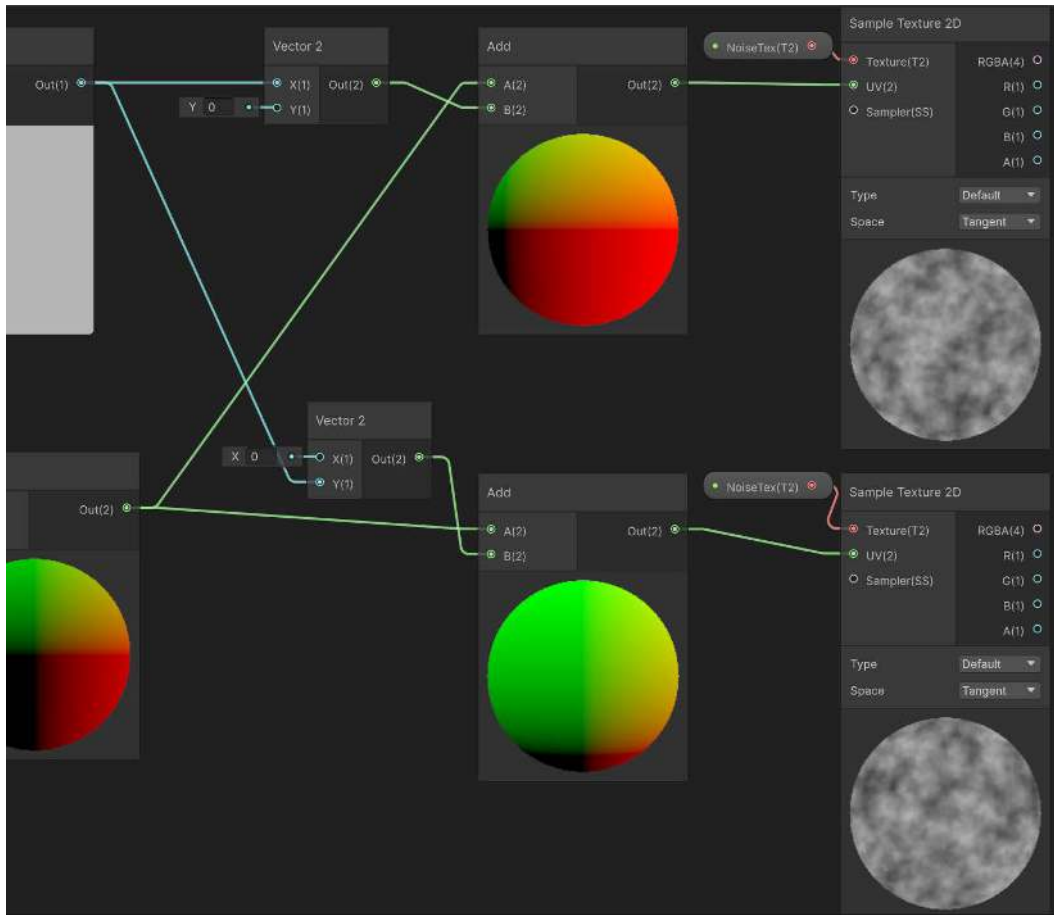 Out(1)
Vector 2
X(1) Out(2)
Y 0
Y(1)
Add
A(2) Out(2)
B(2)
NoiseTex(T2)
Sample Texture 2D
Texture(T2) RGBA(4)
UV(2) R(1)
Sampler(SS) G(1)
B(1)
A(1)
Type Default
Space Tangent
Out(2)
Vector 2
X 0
X(1) Out(2)
Y(1)
Add
A(2) Out(2)
B(2)
NoiseTex(T2)
Sample Texture 2D
Texture(T2) RGBA(4)
UV(2) R(1)
Sampler(SS) G(1)
B(1)
A(1)
Type Default
Space Tangent